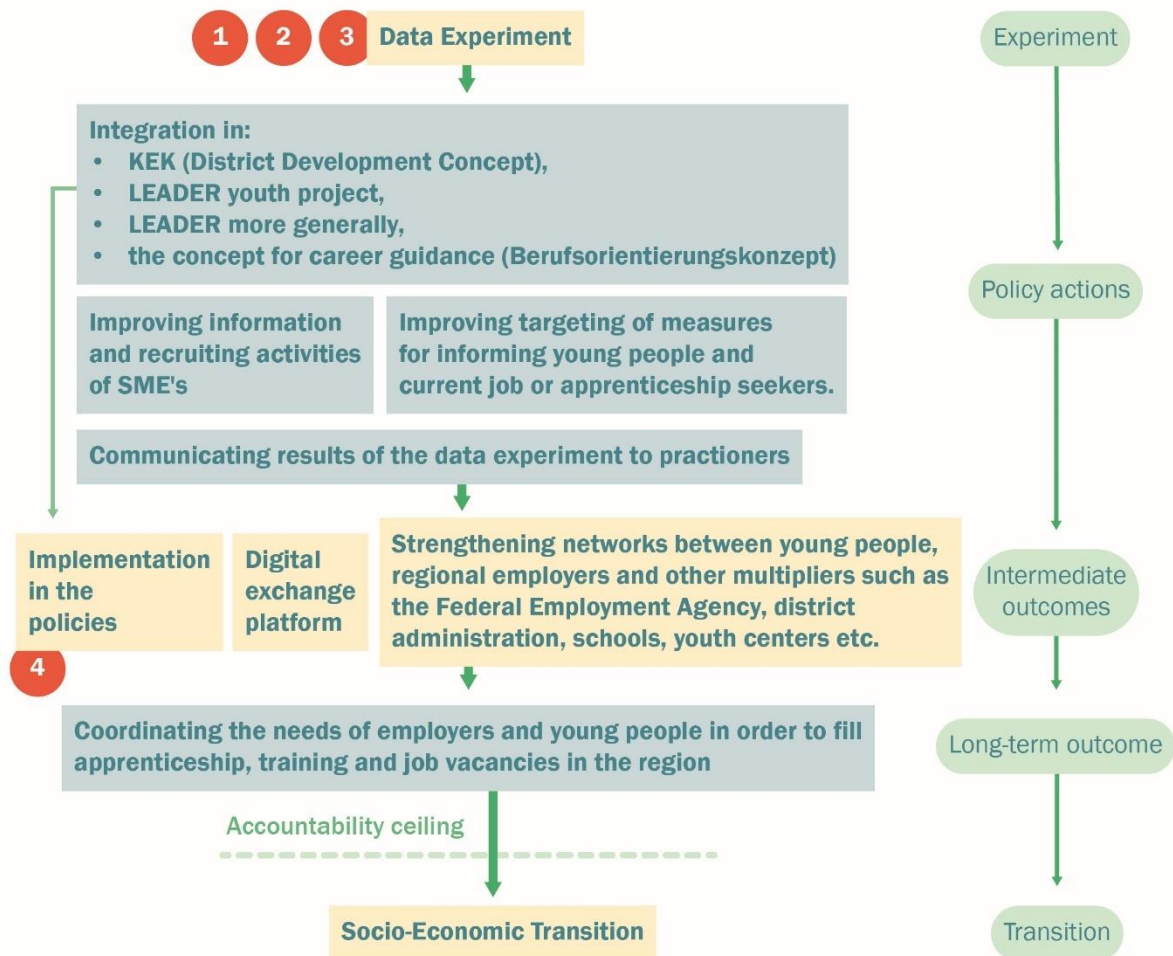 1 2 3 Data Experiment
Experiment
Integration in:
• KEK (District Development Concept),
• LEADER youth project,
• LEADER more generally,
• the concept for career guidance (Berufsorientierungskonzept)
Policy actions
Improving information
and recruiting activities
of SME's
Improving targeting of measures
for informing young people and
current job or apprenticeship seekers.
Communicating results of the data experiment to practioners
Implementation
in the
policies
4
Digital
exchange
platform
Strengthening networks between young people,
regional employers and other multipliers such as
the Federal Employment Agency, district
administration, schools, youth centers etc.
Intermediate
outcomes
Coordinating the needs of employers and young people in order to fill
apprenticeship, training and job vacancies in the region
Long-term outcome
Accountability ceiling
Socio-Economic Transition
Transition